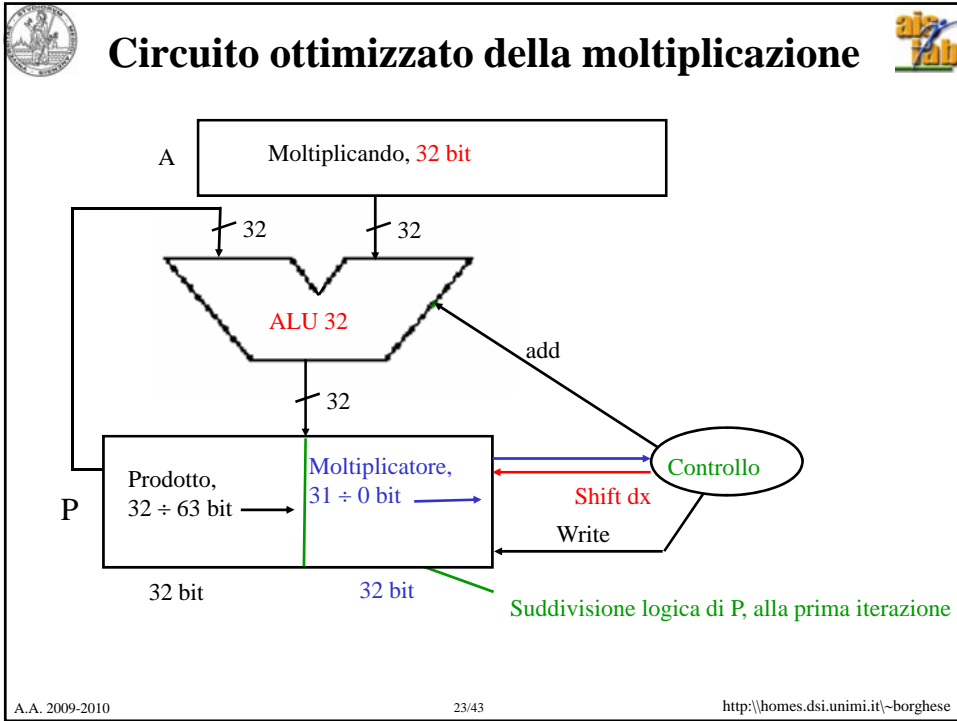 Circuito ottimizzato della moltiplicazione
ais
lab
A
Moltiplicando, 32 bit
32
32
ALU 32
add
32
P
Prodotto,
32 ÷ 63 bit
Moltiplicatore,
31 ÷ 0 bit
Controllo
Shift dx
Write
32 bit
32 bit
Suddivisione logica di P, alla prima iterazione
A.A. 2009-2010
23/43
http:\\homes.dsi.unimi.it\~borghese